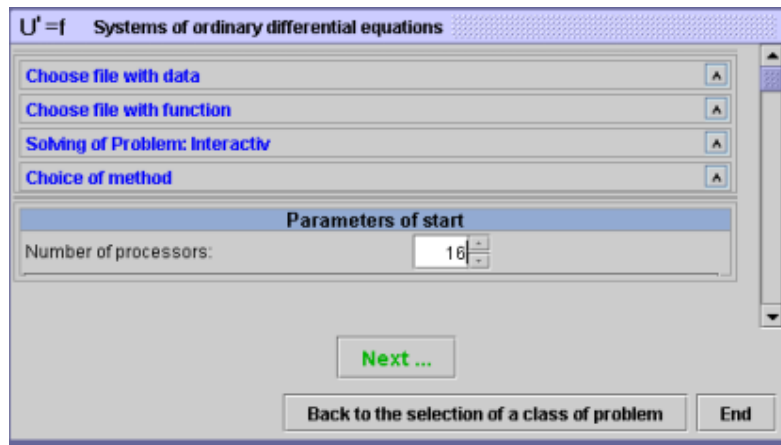 U'=f Systems of ordinary differential equations
Choose file with data
Choose file with function
Solving of Problem: Interactiv
Choice of method
Parameters of start
Number of processors: 16
Next ...
Back to the selection of a class of problem End